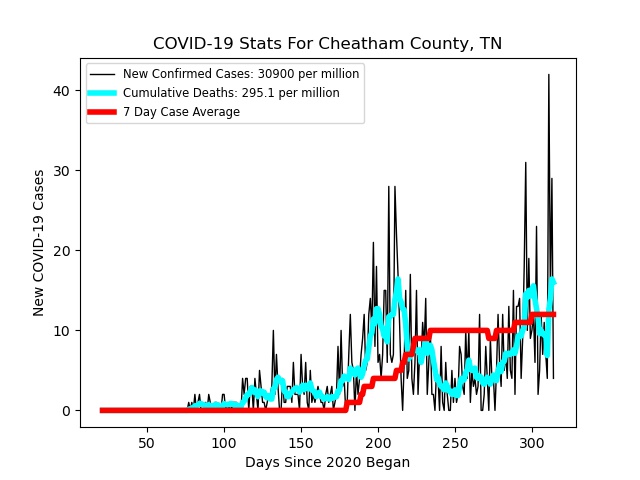 COVID-19 Stats For Cheatham County, TN
New Confirmed Cases: 30900 per million
Cumulative Deaths: 295.1 per million
7 Day Case Average
40
30
20
10
0
New COVID-19 Cases
50 100 150 200 250 300
Days Since 2020 Began